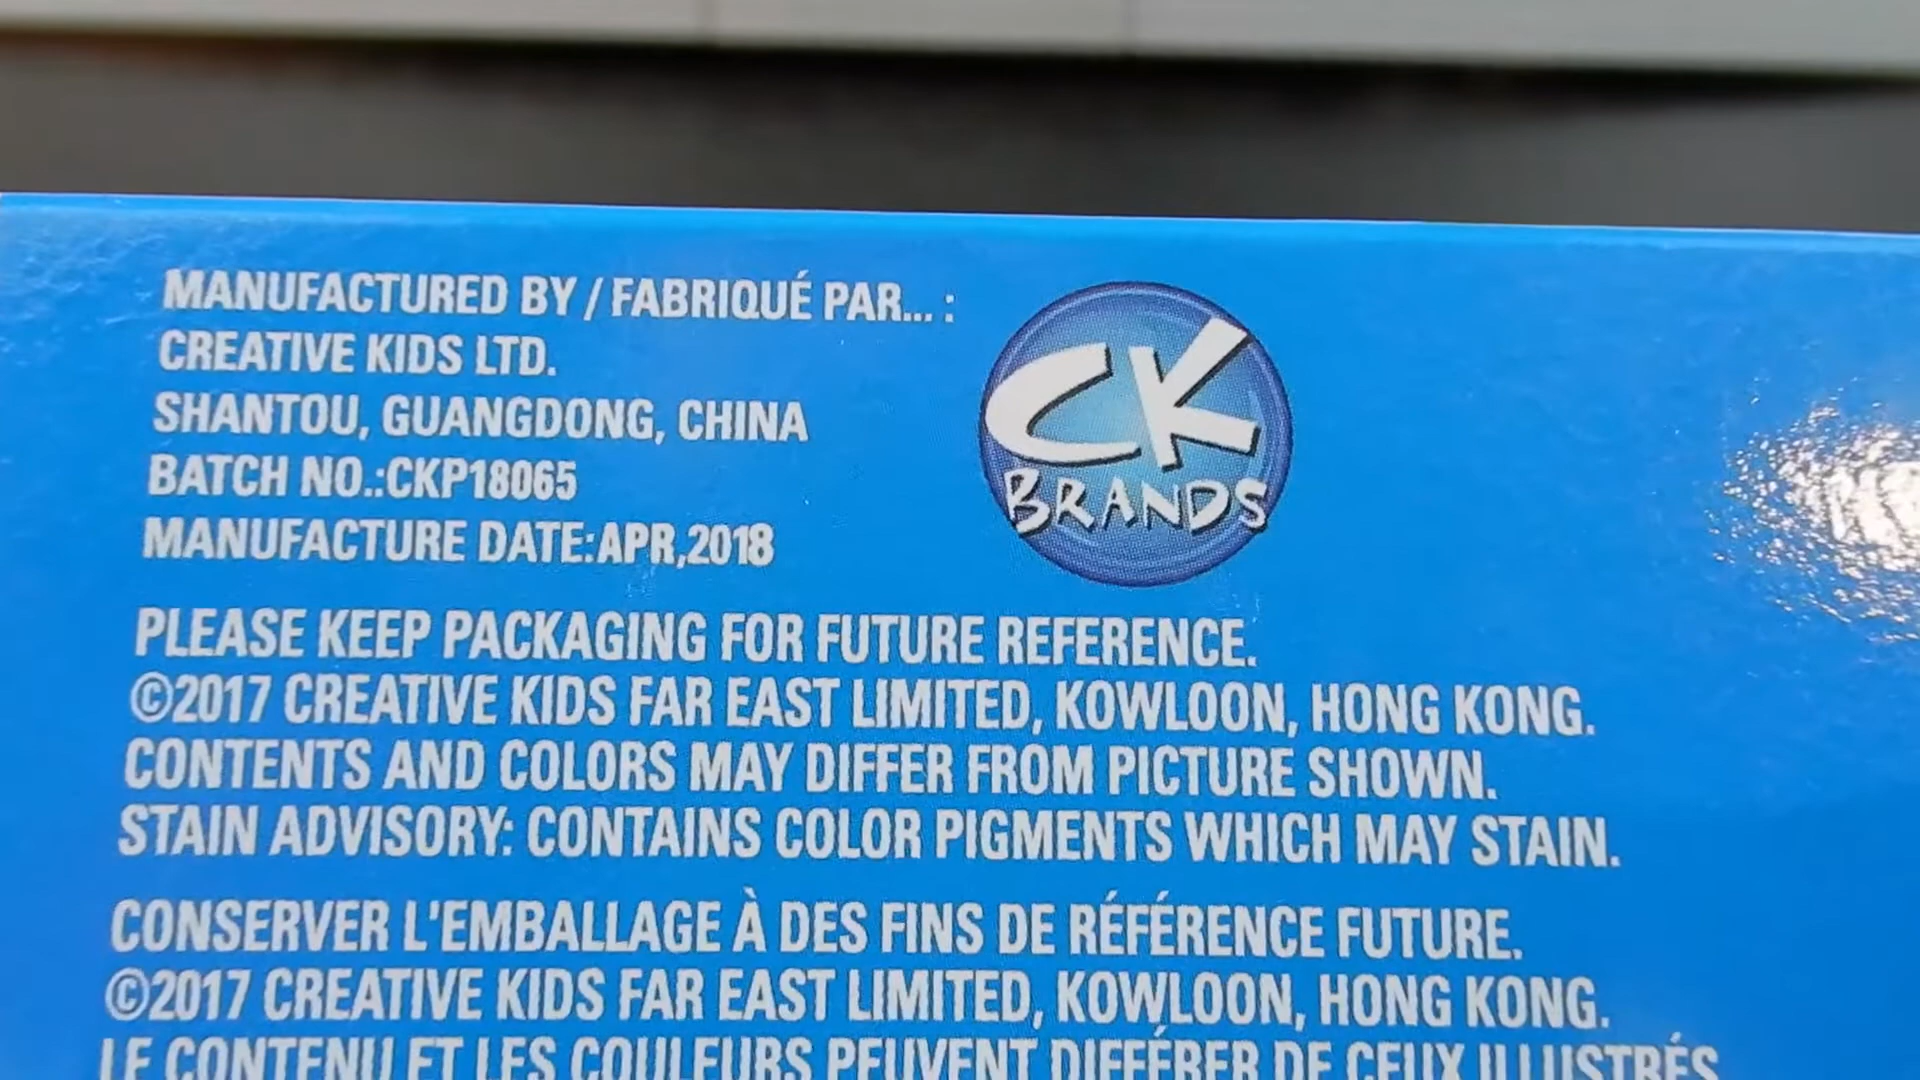 MANUFACTURED BY / FABRIQUÉ PAR... :
CREATIVE KIDS LTD.
SHANTOU, GUANGDONG, CHINA
BATCH NO.:CKP18065
MANUFACTURE DATE:APR,2018
CK
BRANDS
PLEASE KEEP PACKAGING FOR FUTURE REFERENCE.
©2017 CREATIVE KIDS FAR EAST LIMITED, KOWLOON, HONG KONG.
CONTENTS AND COLORS MAY DIFFER FROM PICTURE SHOWN.
STAIN ADVISORY: CONTAINS COLOR PIGMENTS WHICH MAY STAIN.
CONSERVER L'EMBALLAGE À DES FINS DE RÉFÉRENCE FUTURE.
©2017 CREATIVE KIDS FAR EAST LIMITED, KOWLOON, HONG KONG.
LE CONTENU ET LES COULEURS PEUVENT DIFFÉRER DE CEUX ILLUSTRÉS